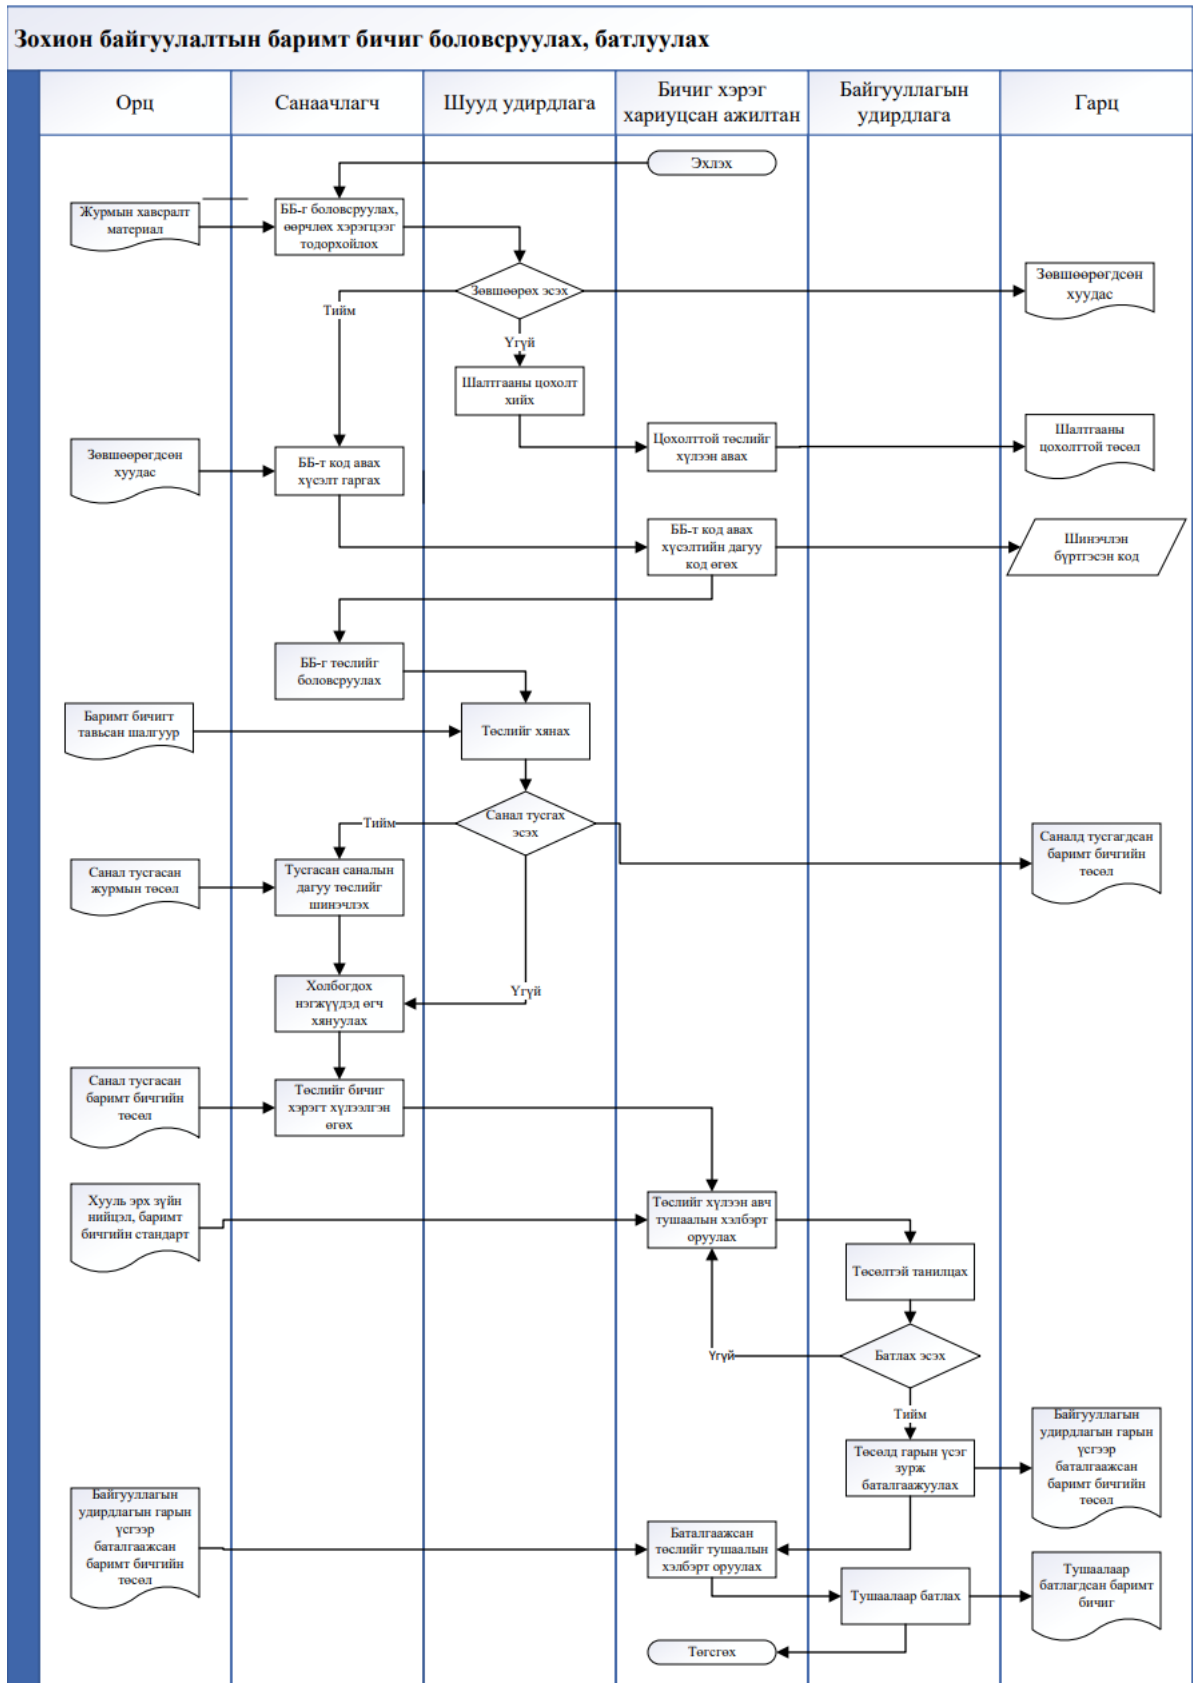 Зохион байгуулалтын баримт бичиг боловсруулах, батлуулах
Орц
Санаачлагч
Шууд удирдлага
Бичиг хэрэг
хариуцсан ажилтан
Байгууллагын
удирдлага
Гарц
Эхлэх
Журмын хавсралт
материал
ББ-г боловсруулах,
өөрчлөх хэрэгцээг
тодорхойлох
Зөвшөөрөх эсэх
Зөвшөөрөгдсөн
хуудас
Тийм
Үгүй
Шалтгааны цохолт
хийх
Зөвшөөрөгдсөн
хуудас
ББ-т код авах
хүсэлт гаргах
Цохолттой төслийг
хүлээн авах
Шалтгааны
цохолттой төсөл
ББ-т код авах
хүсэлтийн дагуу
код өгөх
Шинэчлэн
бүртгэсэн код
ББ-г төслийг
боловсруулах
Баримт бичигт
тавьсан шалгуур
Төслийг хянах
Санал тусгах
эсэх
Тийм
Саналд тусгагдсан
баримт бичгийн
төсөл
Санал тусгасан
журмын төсөл
Тусгасан саналын
дагуу төслийг
шинэчлэх
Холбогдох
нэгжүүдэд өгч
хянуулах
Үгүй
Санал тусгасан
баримт бичгийн
төсөл
Төслийг бичиг
хэрэгт хүлээлгэн
өгөх
Хууль эрх зүйн
нийцэл, баримт
бичгийн стандарт
Төслийг хүлээн авч
тушаалын хэлбэрт
оруулах
Төсөлтэй танилцах
Үгүй
Батлах эсэх
Тийм
Төсөлд гарын үсэг
зурж
баталгаажуулах
Байгууллагын
удирдлагын гарын
үсгээр
баталгаажсан
баримт бичгийн
төсөл
Байгууллагын
удирдлагын гарын
үсгээр
баталгаажсан
баримт бичгийн
төсөл
Баталгаажсан
төслийг тушаалын
хэлбэрт оруулах
Тушаалаар батлах
Тушаалаар
батлагдсан баримт
бичиг
Төгсгөх